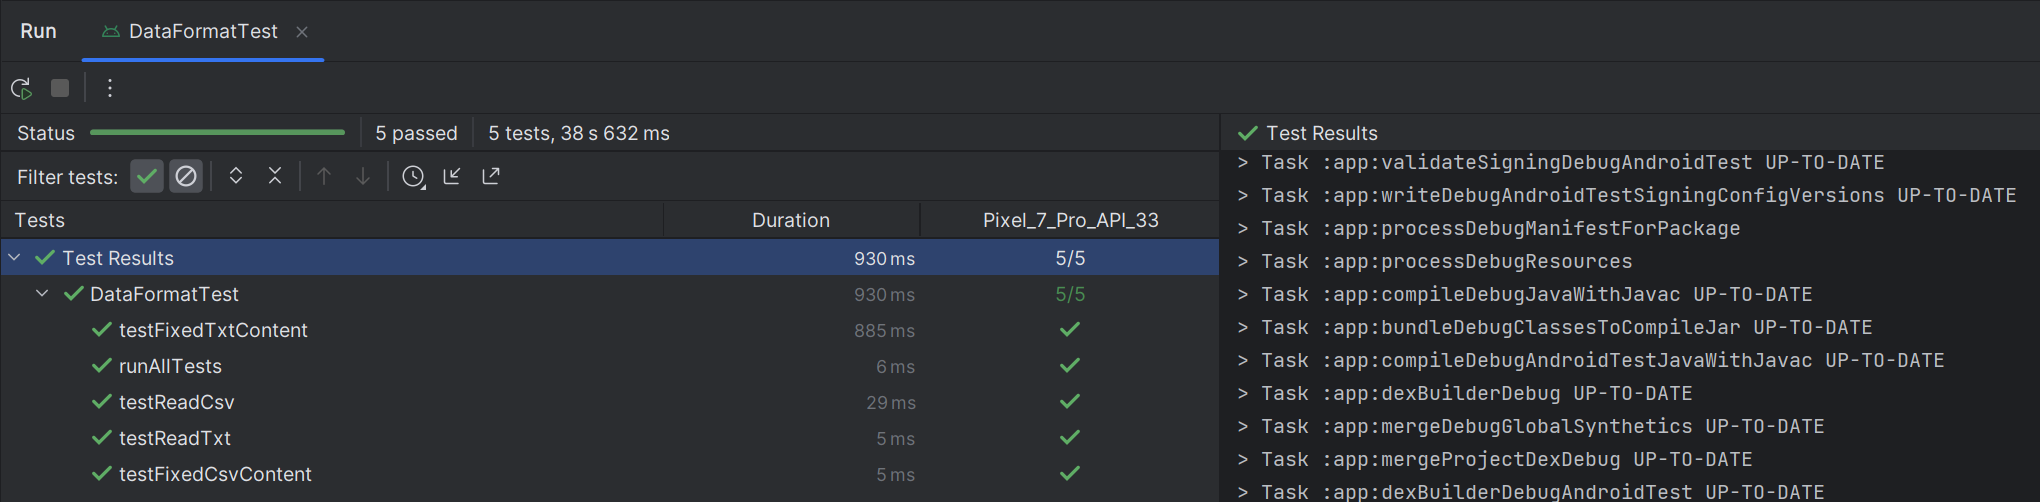 Run DataFormatTest
Status 5 passed 5 tests, 38 s 632 ms
Filter tests:
Tests Duration Pixel_7_Pro_API_33
Test Results 930 ms 5/5
DataFormatTest 930 ms 5/5
testFixedTxtContent 885 ms
runAllTests 6 ms
testReadCsv 29 ms
testReadTxt 5 ms
testFixedCsvContent 5 ms
Test Results
> Task :app:validateSigningDebugAndroidTest UP-TO-DATE
> Task :app:writeDebugAndroidTestSigningConfigVersions UP-TO-DATE
> Task :app:processDebugManifestForPackage
> Task :app:processDebugResources
> Task :app:compileDebugJavaWithJavac UP-TO-DATE
> Task :app:bundleDebugClassesToCompileJar UP-TO-DATE
> Task :app:compileDebugAndroidTestJavaWithJavac UP-TO-DATE
> Task :app:dexBuilderDebug UP-TO-DATE
> Task :app:mergeDebugGlobalSynthetics UP-TO-DATE
> Task :app:mergeProjectDexDebug UP-TO-DATE
> Task :app:dexBuilderDebugAndroidTest UP-TO-DATE